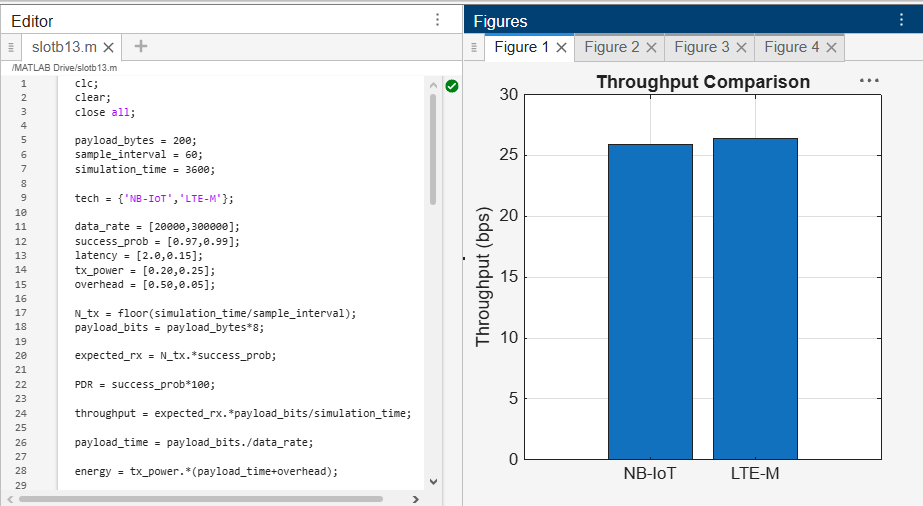 Editor
slotb13.m
/MATLAB Drive/slotb13.m
1 clc;
2 clear;
3 close all;
4
5 payload_bytes = 200;
6 sample_interval = 60;
7 simulation_time = 3600;
8
9 tech = {'NB-IoT','LTE-M'};
10
11 data_rate = [20000,300000];
12 success_prob = [0.97,0.99];
13 latency = [2.0,0.15];
14 tx_power = [0.20,0.25];
15 overhead = [0.50,0.05];
16
17 N_tx = floor(simulation_time/sample_interval);
18 payload_bits = payload_bytes*8;
19
20 expected_rx = N_tx.*success_prob;
21
22 PDR = success_prob*100;
23
24 throughput = expected_rx.*payload_bits/simulation_time;
25
26 payload_time = payload_bits./data_rate;
27
28 energy = tx_power.*(payload_time+overhead);
29
Figures
Figure 1 Figure 2 Figure 3 Figure 4
Throughput Comparison
Throughput (bps)
30
25
20
15
10
5
0
NB-IoT LTE-M